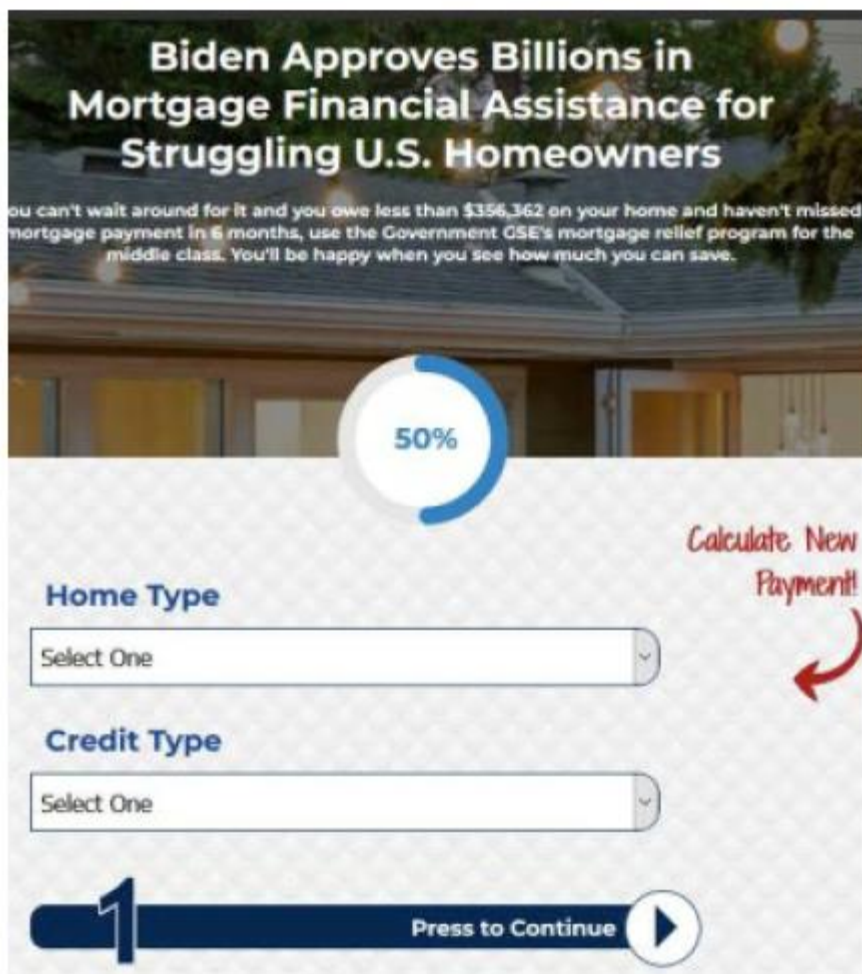 Biden Approves Billions in
Mortgage Financial Assistance for
Struggling U.S. Homeowners
ou can't wait around for it and you owe less than $356,362 on your home and haven't missed
mortgage payment in 6 months, use the Government GSE's mortgage relief program for the
middle class. You'll be happy when you see how much you can save.
50%
Calculate New
Payment!
Home Type
Select One
Credit Type
Select One
1
Press to Continue